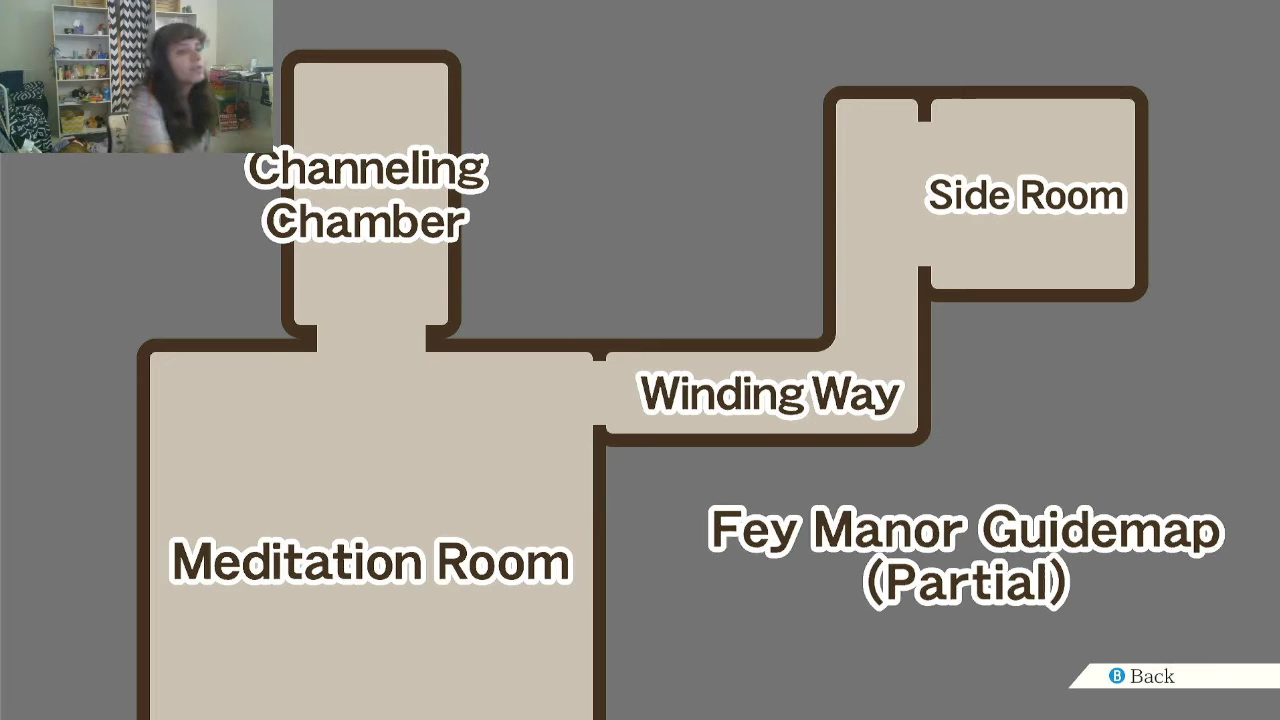 Channeling
Chamber
Side Room
Winding Way
Meditation Room
Fey Manor Guidemap
(Partial)
B Back